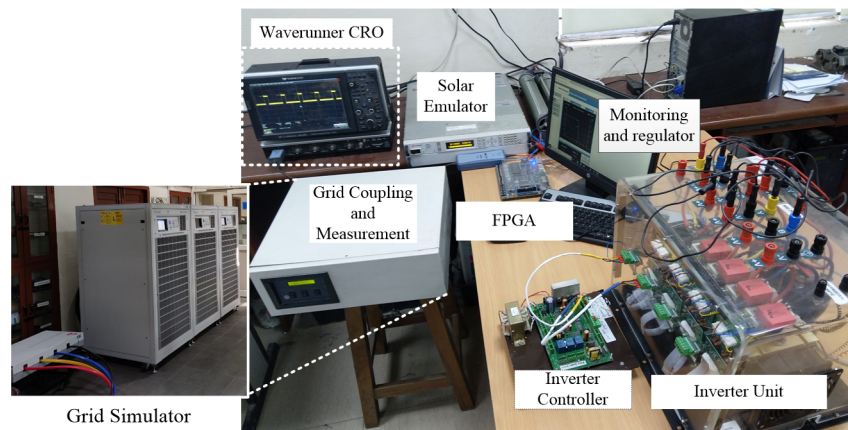 Waverunner CRO
Solar
Emulator
Monitoring
and regulator
Grid Coupling
and
Measurement
FPGA
Inverter
Controller
Inverter Unit
Grid Simulator